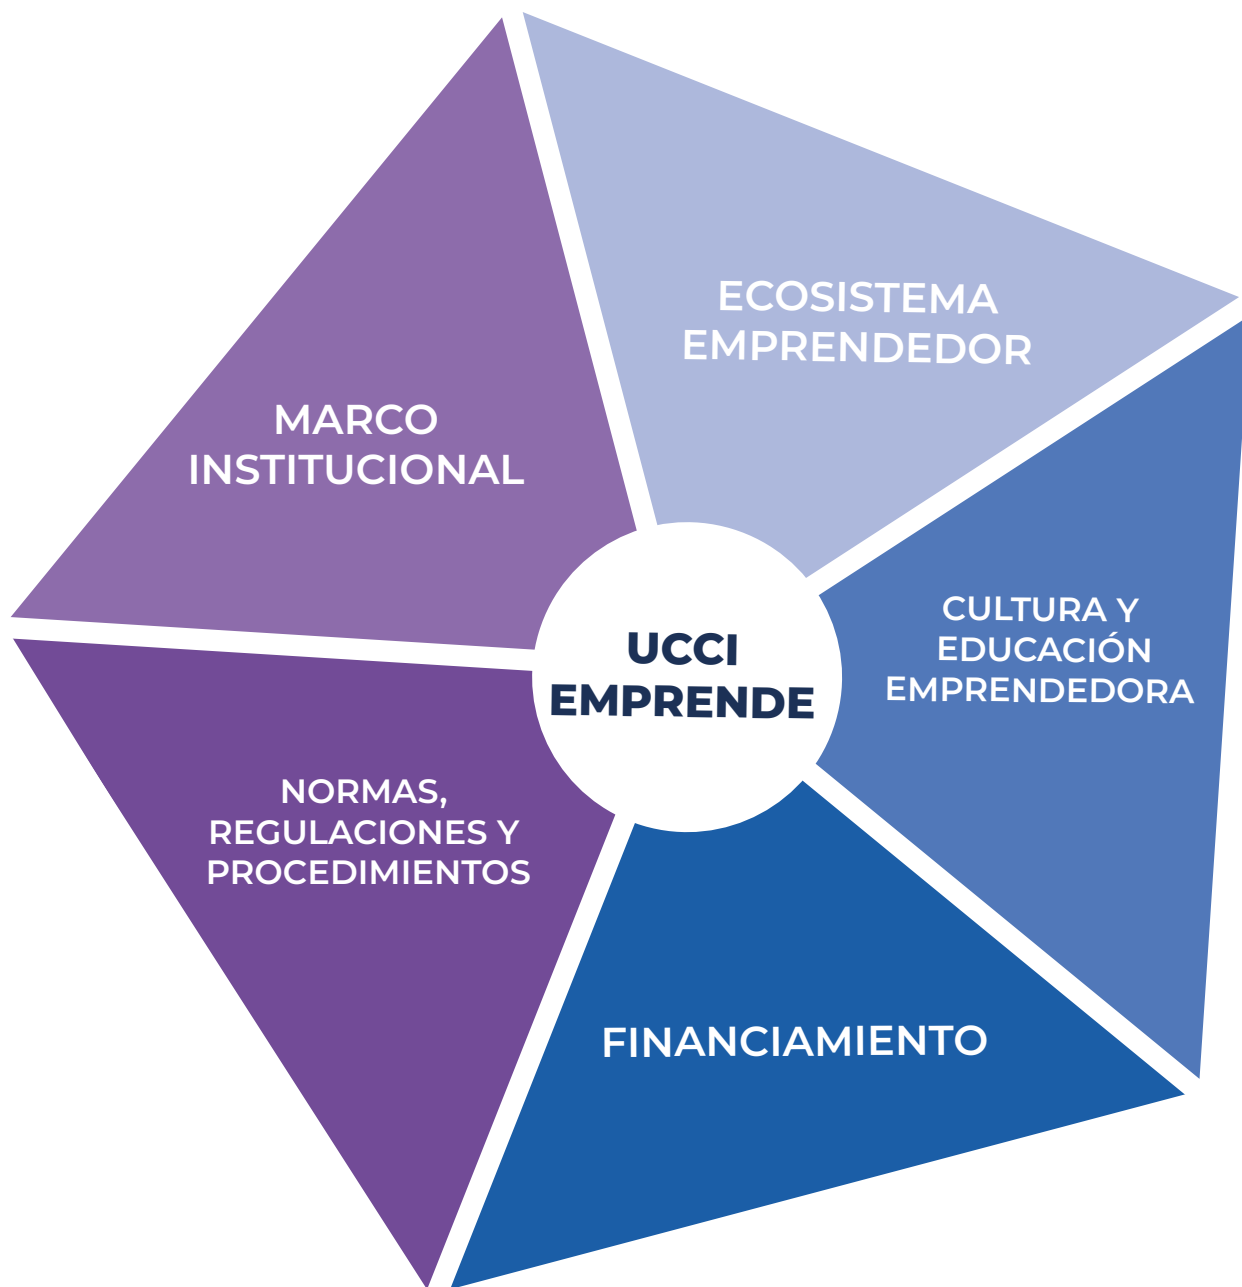 ECOSISTEMA
EMPRENDEDOR
MARCO
INSTITUCIONAL
CULTURA Y
EDUCACIÓN
EMPRENDEDORA
UCCI
EMPRENDE
NORMAS,
REGULACIONES Y
PROCEDIMIENTOS
FINANCIAMIENTO